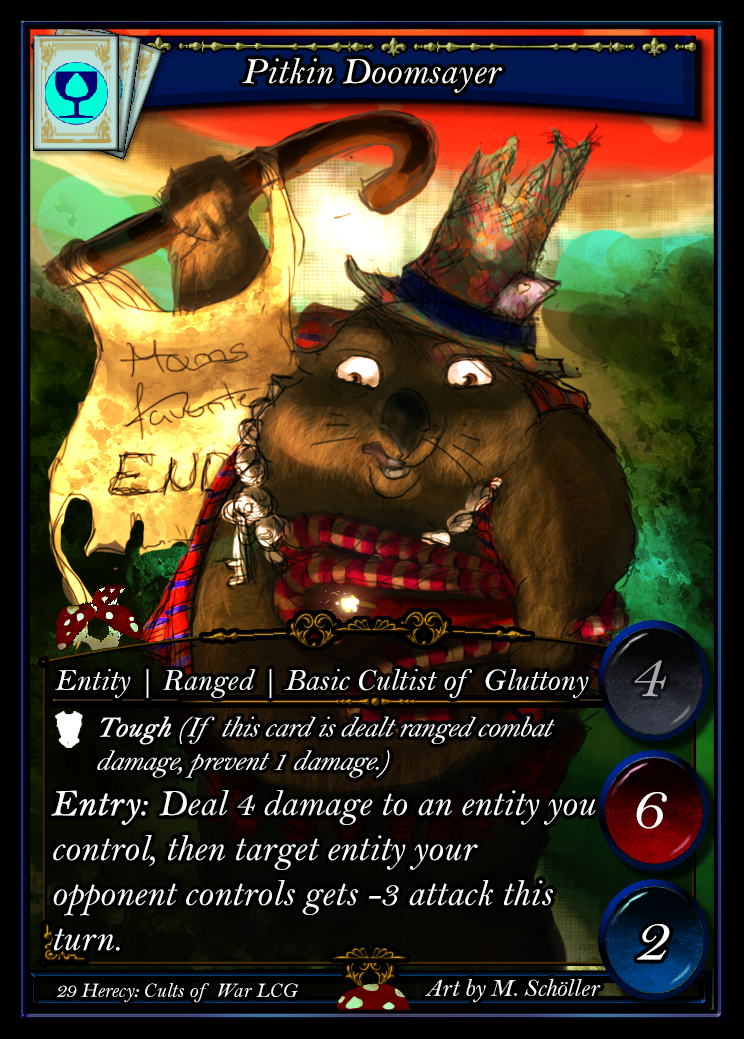 Pitkin Doomsayer
Hams
favorite
END
Entity | Ranged | Basic Cultist of Gluttony
4
Tough (If this card is dealt ranged combat
damage, prevent 1 damage.)
Entry: Deal 4 damage to an entity you
control, then target entity your
opponent controls gets -3 attack this
turn.
6
2
29 Herecy: Cults of War LCG
Art by M. Schöller